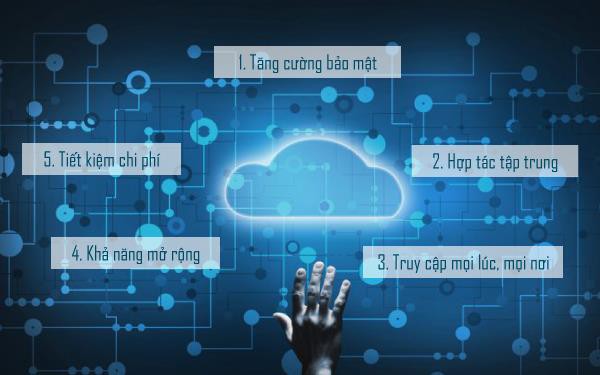 1. Tăng cường bảo mật
2. Hợp tác tập trung
3. Truy cập mọi lúc, mọi nơi
4. Khả năng mở rộng
5. Tiết kiệm chi phí